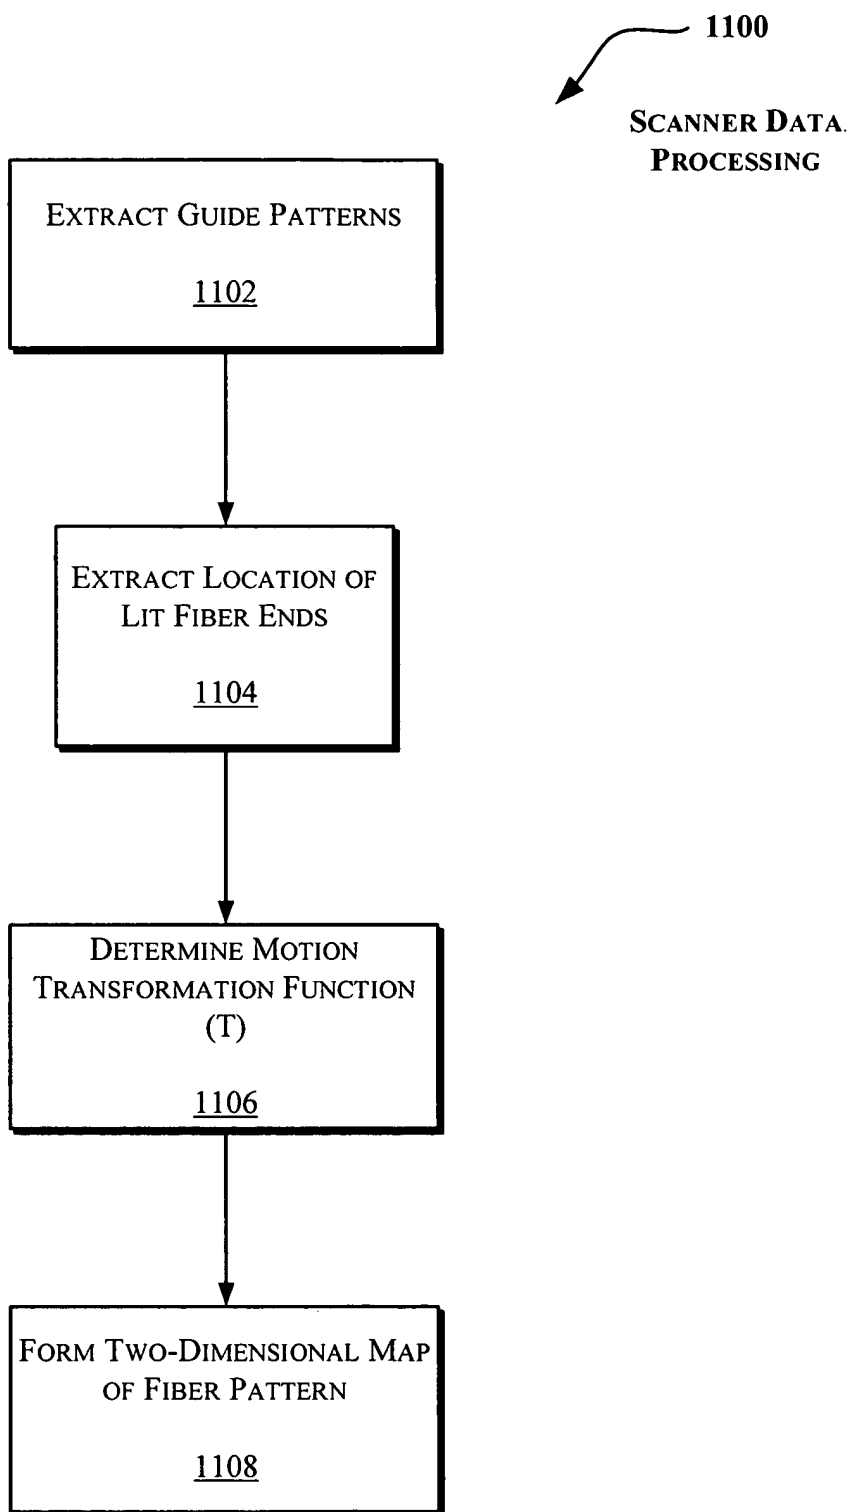 1100
SCANNER DATA
PROCESSING
EXTRACT GUIDE PATTERNS
1102
EXTRACT LOCATION OF
LIT FIBER ENDS
1104
DETERMINE MOTION
TRANSFORMATION FUNCTION
(T)
1106
FORM TWO-DIMENSIONAL MAP
OF FIBER PATTERN
1108